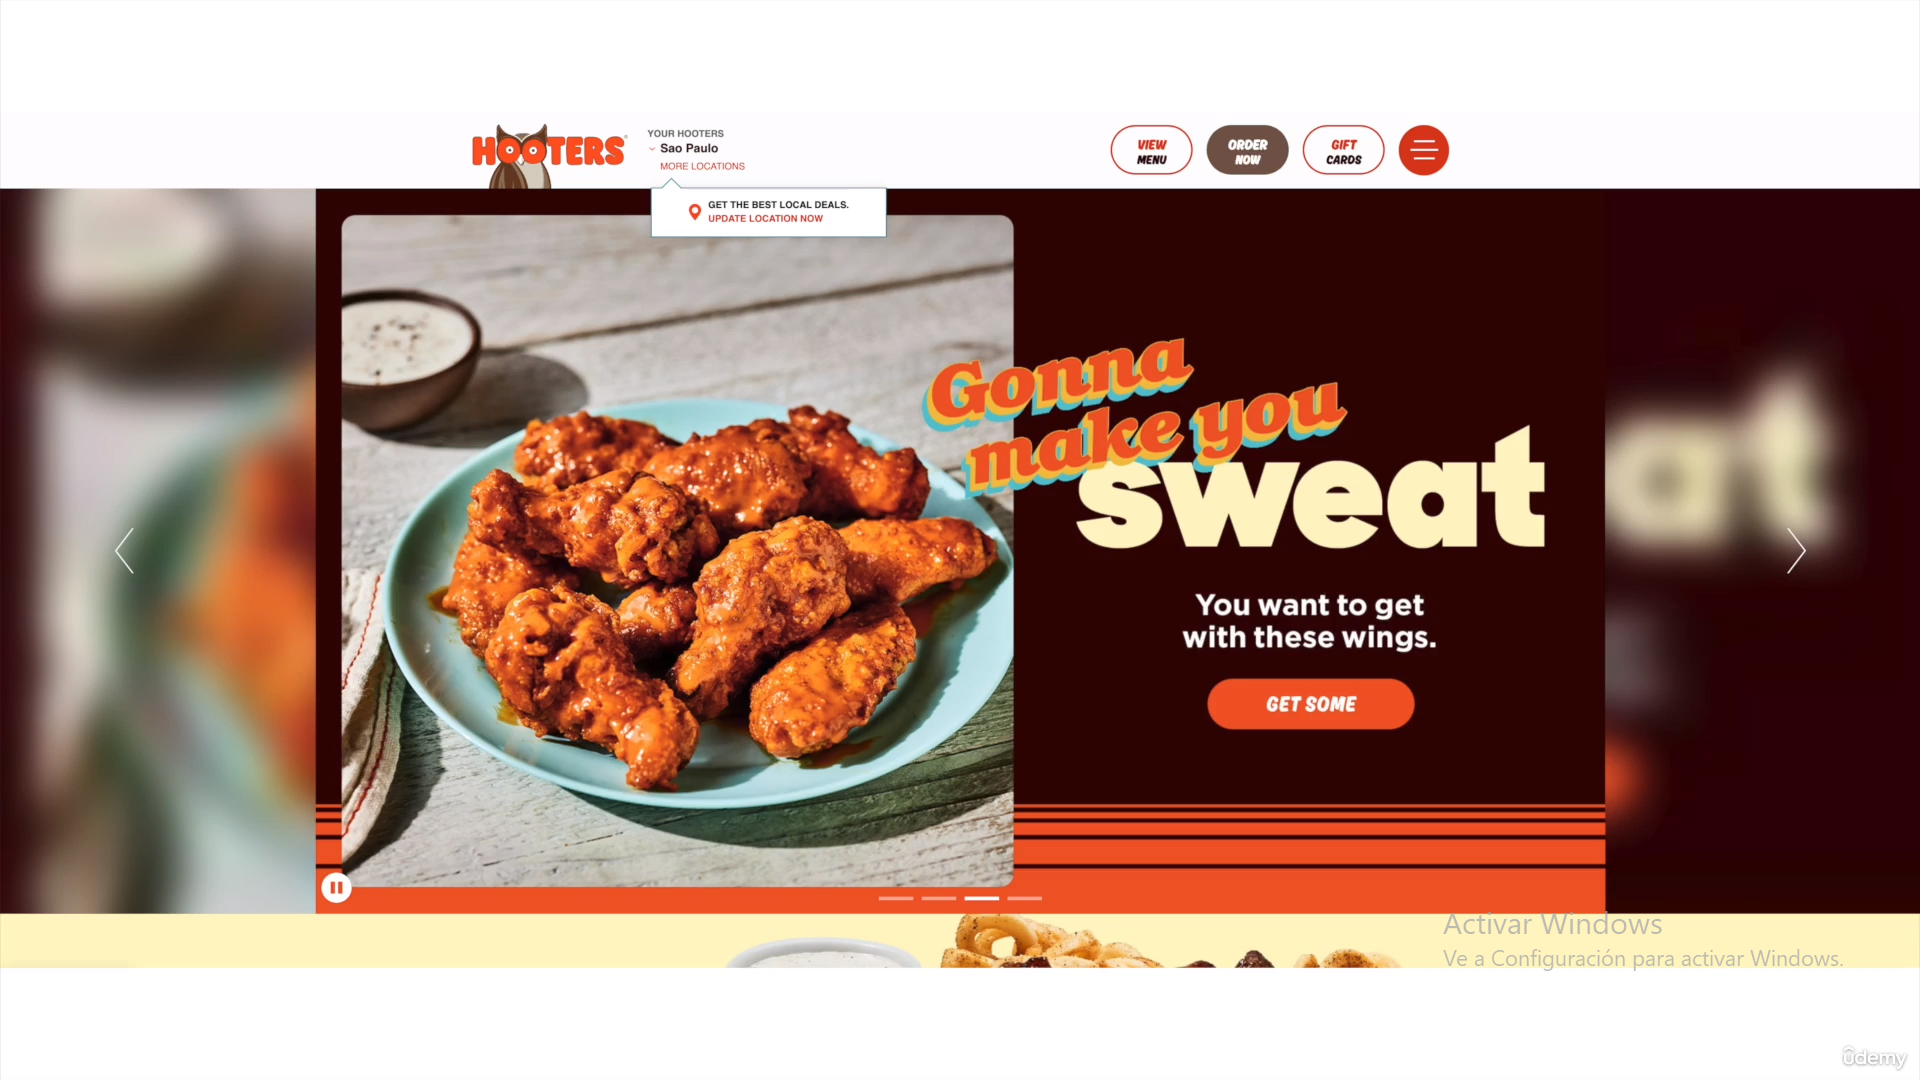 HOOTERS
YOUR HOOTERS
Sao Paulo
MORE LOCATIONS
VIEW
MENU
ORDER
NOW
GIFT
CARDS
GET THE BEST LOCAL DEALS.
UPDATE LOCATION NOW
Gonna
make you
sweat
You want to get
with these wings.
GET SOME
Activar Windows
Ve a Configuración para activar Windows.
ûdemy